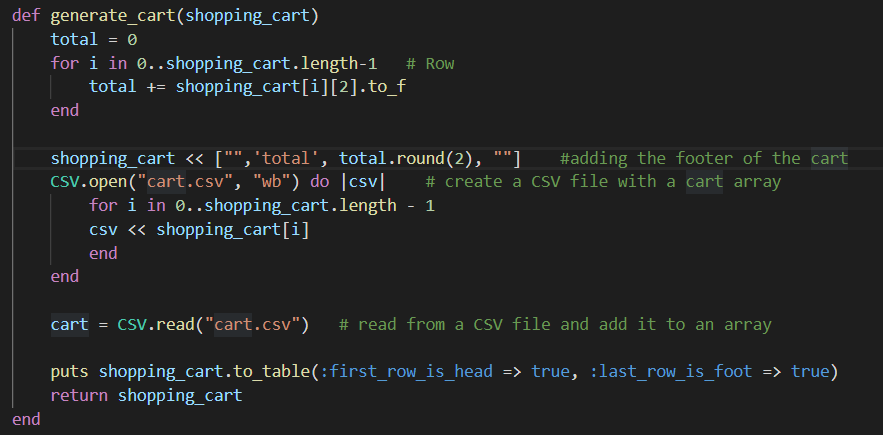 def generate_cart(shopping_cart)
    total = 0
    for i in 0..shopping_cart.length-1   # Row
        total += shopping_cart[i][2].to_f
    end

    shopping_cart << ["",'total', total.round(2), ""]    #adding the footer of the cart
    CSV.open("cart.csv", "wb") do |csv|    # create a CSV file with a cart array
        for i in 0..shopping_cart.length - 1
        csv << shopping_cart[i]
        end
    end

    cart = CSV.read("cart.csv")   # read from a CSV file and add it to an array

    puts shopping_cart.to_table(:first_row_is_head => true, :last_row_is_foot => true)
    return shopping_cart
end